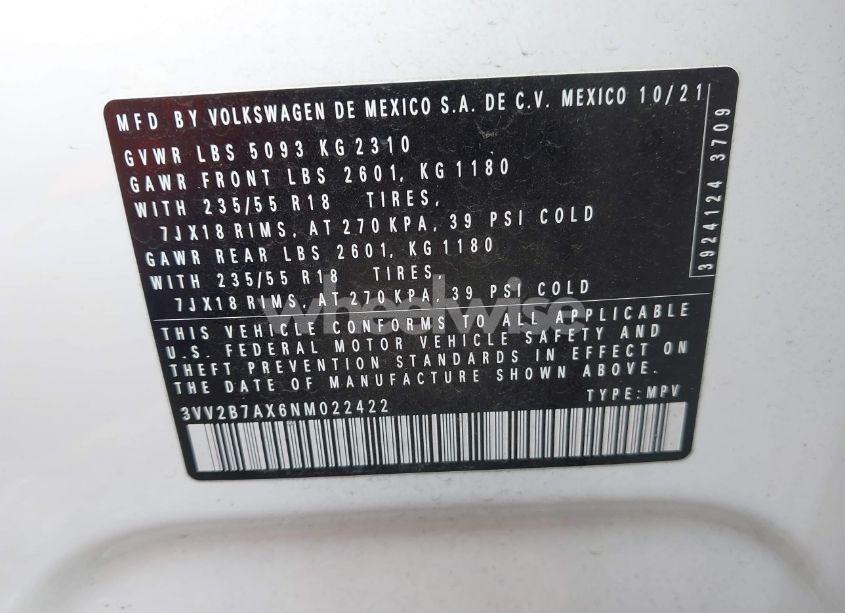 MFD BY VOLKSWAGEN DE MEXICO S.A. DE C.V. MEXICO 10/21
GVWR LBS 5093 KG 2310
GAWR FRONT LBS 2601, KG 1180
WITH 235/55 R18 TIRES,
7JX18 RIMS, AT 270 KPA, 39 PSI COLD
GAWR REAR LBS 2601, KG 1180
WITH 235/55 R18 TIRES,
7JX18 RIMS, AT 270 KPA, 39 PSI COLD
THIS VEHICLE CONFORMS TO ALL APPLICABLE
U.S. FEDERAL MOTOR VEHICLE SAFETY AND
THEFT PREVENTION STANDARDS IN EFFECT ON
THE DATE OF MANUFACTURE SHOWN ABOVE.
3VV2B7AX6NM022422 TYPE: MPV
3924124 3709
wheelwise